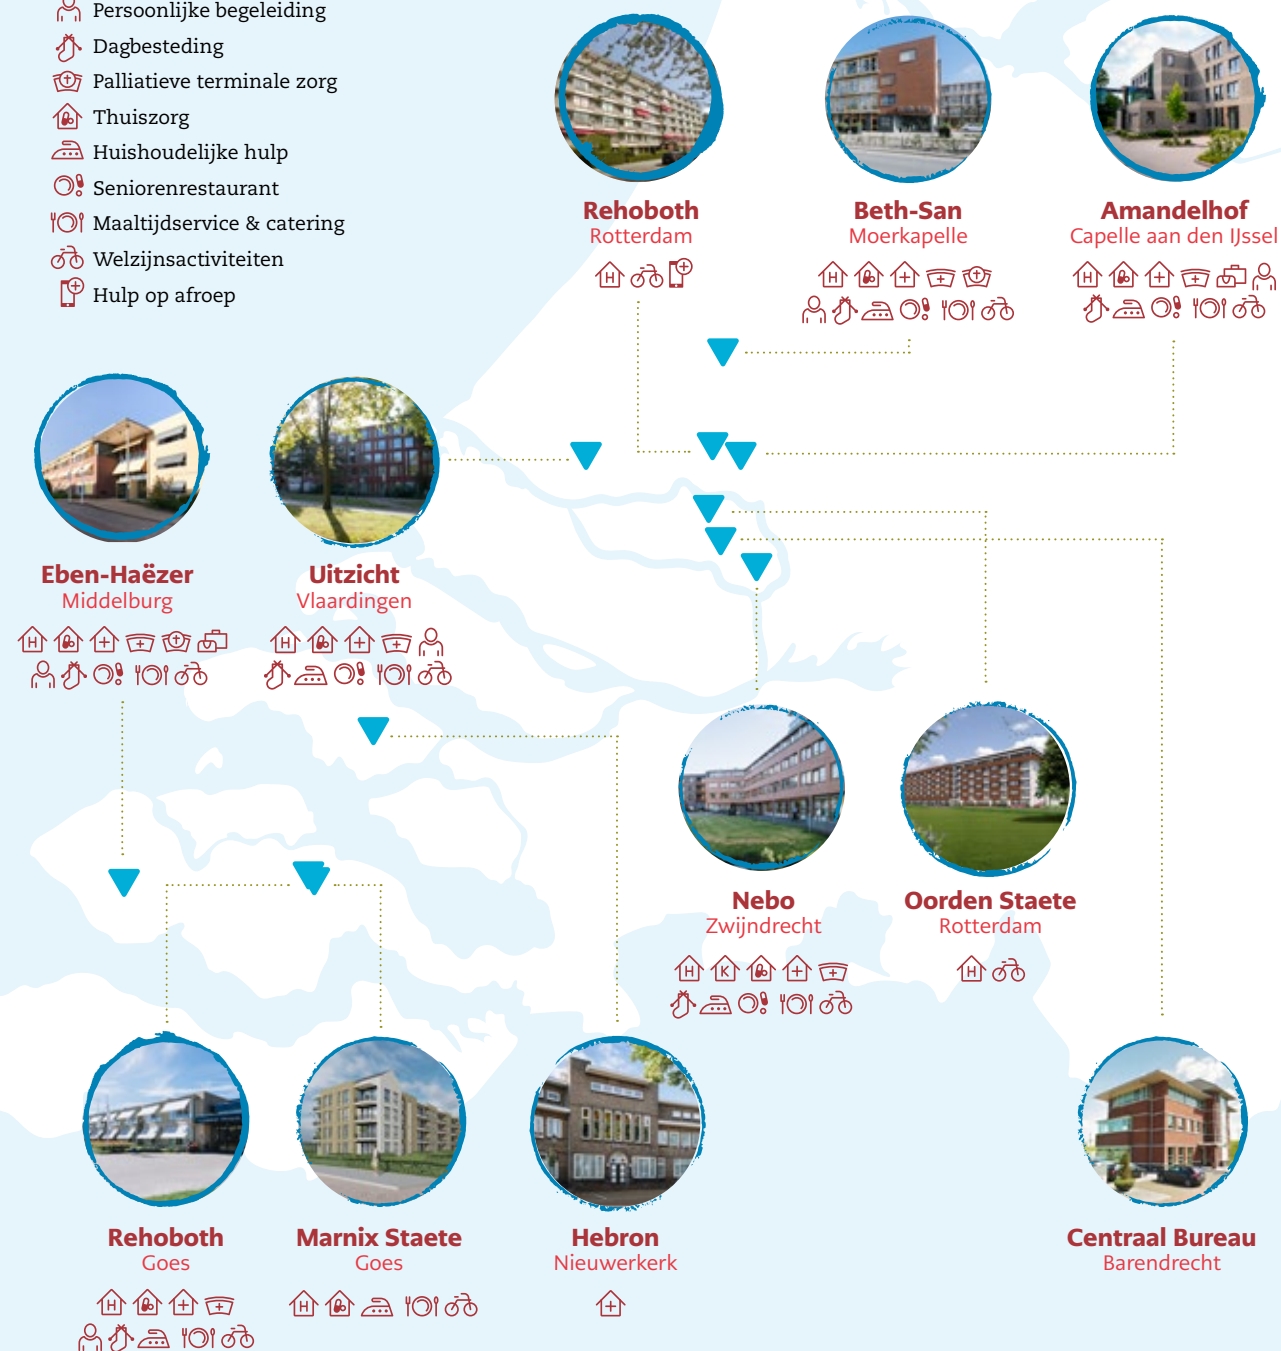 Persoonlijke begeleiding
Dagbesteding
Palliatieve terminale zorg
Thuiszorg
Huishoudelijke hulp
Seniorenrestaurant
Maaltijdservice & catering
Welzijnsactiviteiten
Hulp op afroep
Rehoboth
Rotterdam
Beth-San
Moerkapelle
Amandelhof
Capelle aan den IJssel
Eben-Haëzer
Middelburg
Uitzicht
Vlaardingen
Nebo
Zwijndrecht
Oorden Staete
Rotterdam
Rehoboth
Goes
Marnix Staete
Goes
Hebron
Nieuwerkerk
Centraal Bureau
Barendrecht